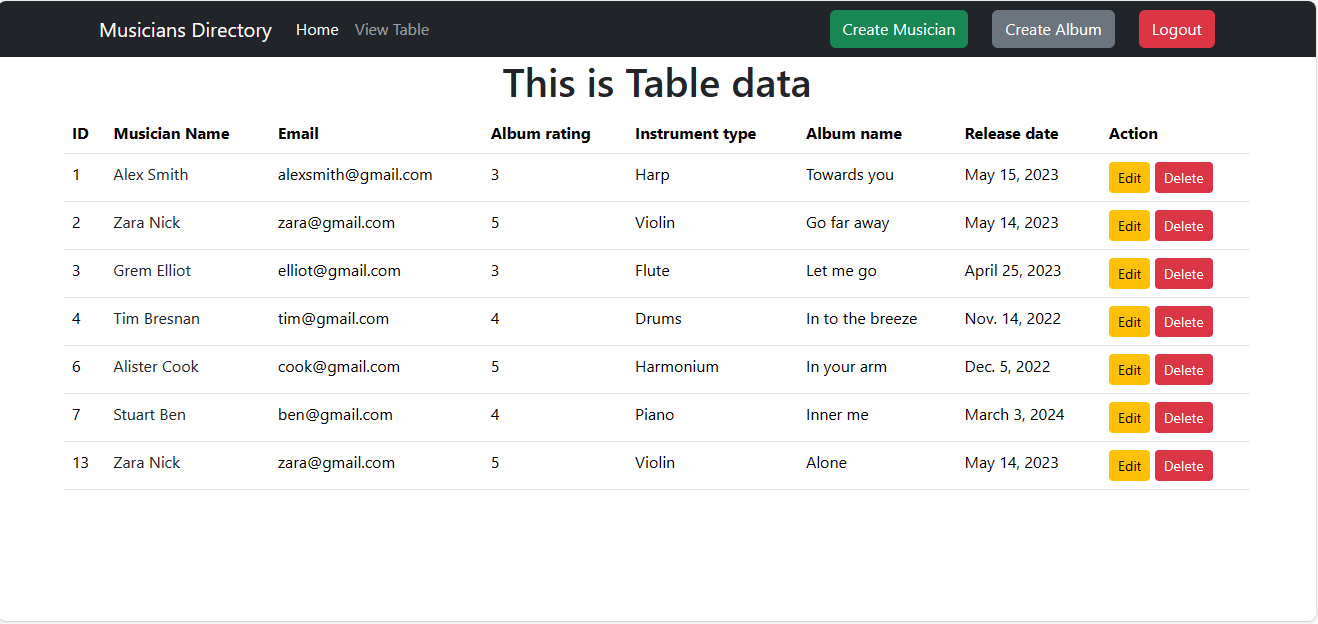 Musicians Directory Home View Table Create Musician Create Album Logout
This is Table data
ID Musician Name Email Album rating Instrument type Album name Release date Action
1 Alex Smith alexsmith@gmail.com 3 Harp Towards you May 15, 2023 Edit Delete
2 Zara Nick zara@gmail.com 5 Violin Go far away May 14, 2023 Edit Delete
3 Grem Elliot elliot@gmail.com 3 Flute Let me go April 25, 2023 Edit Delete
4 Tim Bresnan tim@gmail.com 4 Drums In to the breeze Nov. 14, 2022 Edit Delete
6 Alister Cook cook@gmail.com 5 Harmonium In your arm Dec. 5, 2022 Edit Delete
7 Stuart Ben ben@gmail.com 4 Piano Inner me March 3, 2024 Edit Delete
13 Zara Nick zara@gmail.com 5 Violin Alone May 14, 2023 Edit Delete